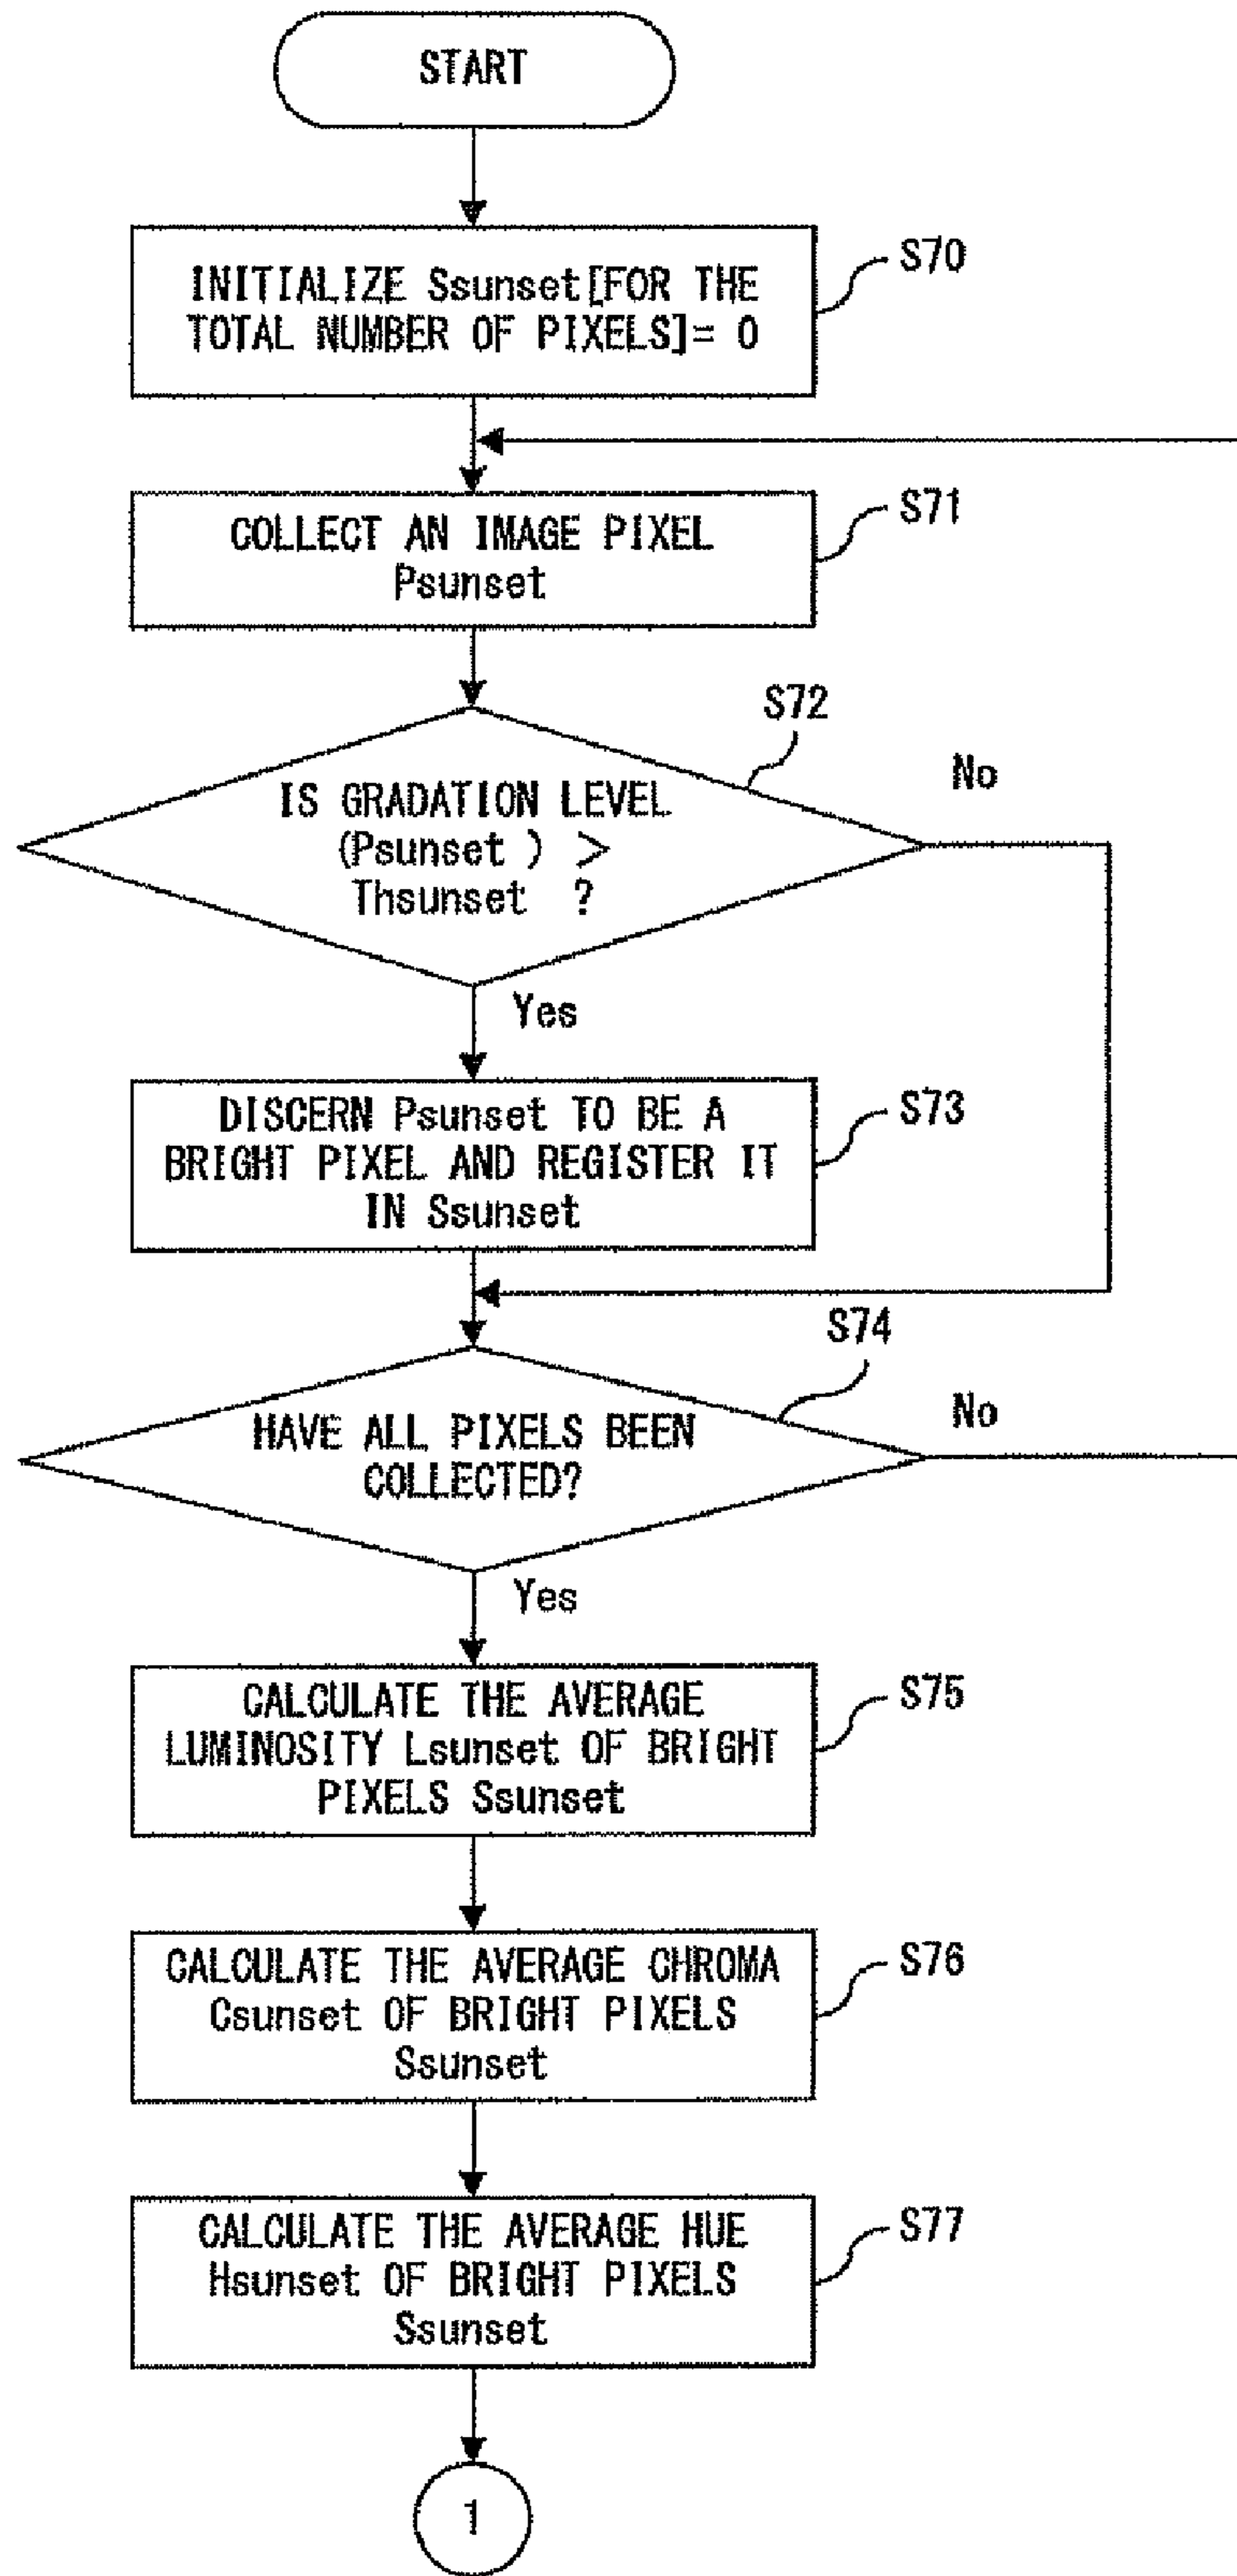 START
S70
INITIALIZE Ssunset[FOR THE
TOTAL NUMBER OF PIXELS]= 0
S71
COLLECT AN IMAGE PIXEL
Psunset
S72
No
IS GRADATION LEVEL
(Psunset ) >
Thsunset ?
Yes
S73
DISCERN Psunset TO BE A
BRIGHT PIXEL AND REGISTER IT
IN Ssunset
S74
No
HAVE ALL PIXELS BEEN
COLLECTED?
Yes
S75
CALCULATE THE AVERAGE
LUMINOSITY Lsunset OF BRIGHT
PIXELS Ssunset
S76
CALCULATE THE AVERAGE CHROMA
Csunset OF BRIGHT PIXELS
Ssunset
S77
CALCULATE THE AVERAGE HUE
Hsunset OF BRIGHT PIXELS
Ssunset
1